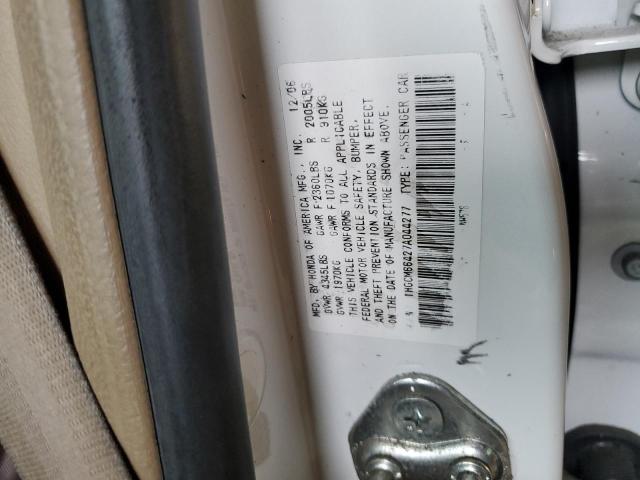 MFG. BY HONDA OF AMERICA MFG., INC. 12/06
GVWR 4345LBS GAWR F 2360LBS R 2005LBS
GVWR 1970KG GAWR F 1070KG R 910KG
THIS VEHICLE CONFORMS TO ALL APPLICABLE
FEDERAL MOTOR VEHICLE SAFETY, BUMPER,
AND THEFT PREVENTION STANDARDS IN EFFECT
ON THE DATE OF MANUFACTURE SHOWN ABOVE.
1HGCM66427A044277 TYPE: PASSENGER CAR